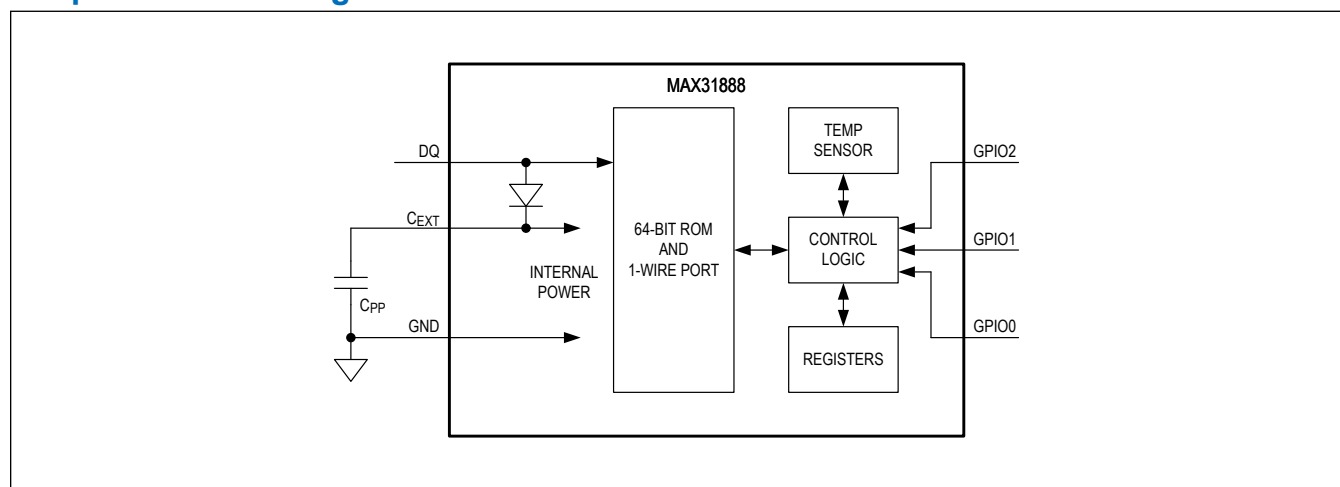 MAX31888
DQ
CEXT
CPP
GND
INTERNAL
POWER
64-BIT ROM
AND
1-WIRE PORT
TEMP
SENSOR
CONTROL
LOGIC
REGISTERS
GPIO2
GPIO1
GPIO0